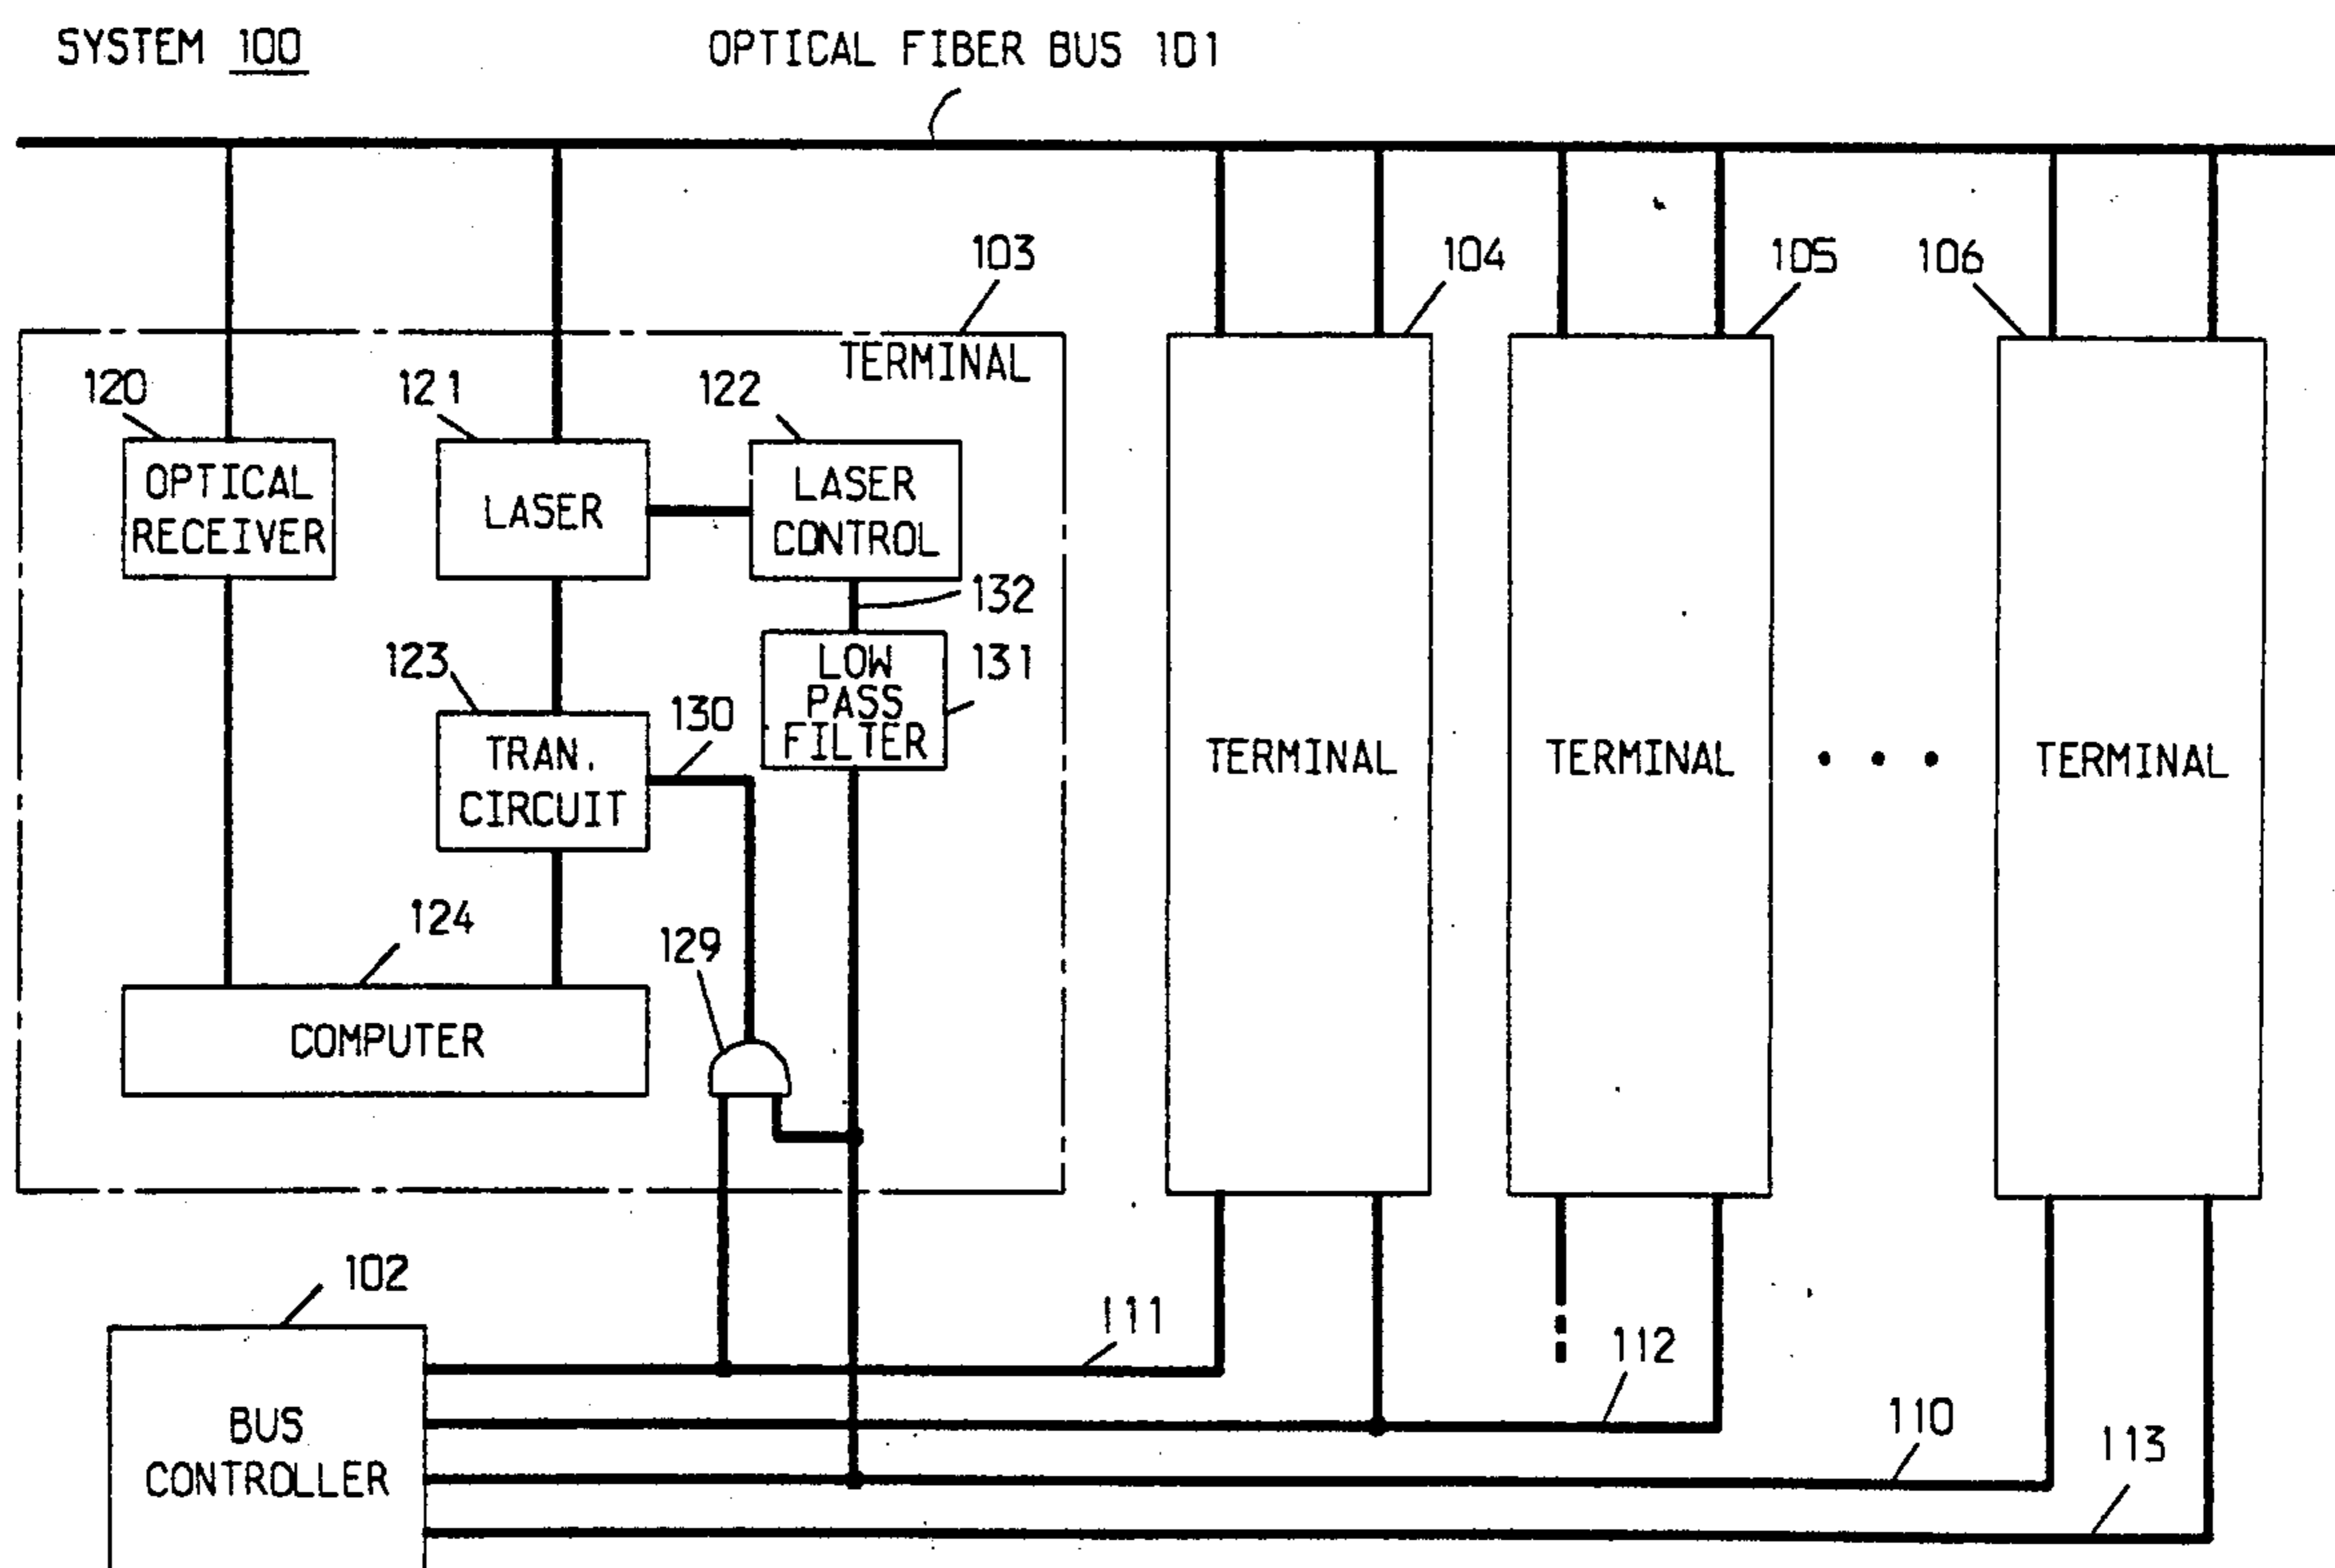 SYSTEM 100
OPTICAL FIBER BUS 101
103
104
105
106
TERMINAL
120
121
122
OPTICAL
RECEIVER
LASER
LASER
CONTROL
132
123
130
LOW
PASS
FILTER
131
TRAN.
CIRCUIT
TERMINAL
TERMINAL
• • •
TERMINAL
124
129
COMPUTER
102
111
112
110
113
BUS
CONTROLLER